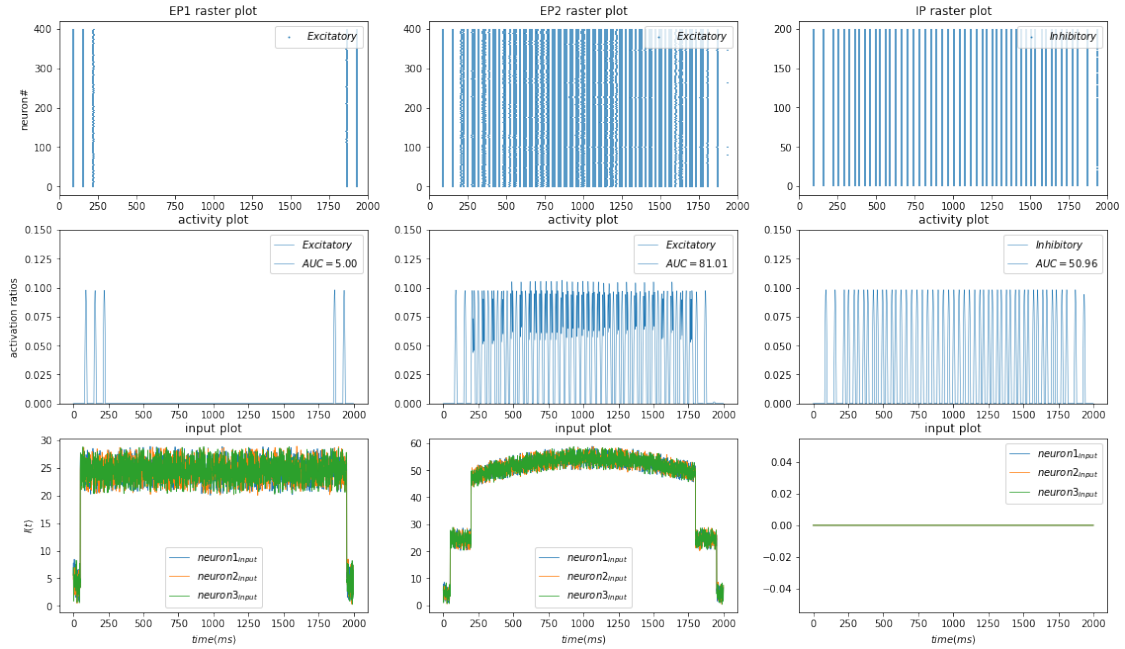 EP1 raster plot
EP2 raster plot
IP raster plot
neuron#
400
300
200
100
0
Excitatory
0 250 500 750 1000 1250 1500 1750 2000
400
300
200
100
0
Excitatory
0 250 500 750 1000 1250 1500 1750 2000
200
150
100
50
0
Inhibitory
0 250 500 750 1000 1250 1500 1750 2000
activity plot
activity plot
activity plot
activation ratios
0.150
0.125
0.100
0.075
0.050
0.025
0.000
Excitatory
AUC = 5.00
0 250 500 750 1000 1250 1500 1750 2000
0.150
0.125
0.100
0.075
0.050
0.025
0.000
Excitatory
AUC = 81.01
0 250 500 750 1000 1250 1500 1750 2000
0.150
0.125
0.100
0.075
0.050
0.025
0.000
Inhibitory
AUC = 50.96
0 250 500 750 1000 1250 1500 1750 2000
input plot
input plot
input plot
I(t)
30
25
20
15
10
5
0
neuron1input
neuron2input
neuron3input
0 250 500 750 1000 1250 1500 1750 2000
time(ms)
60
50
40
30
20
10
0
neuron1input
neuron2input
neuron3input
0 250 500 750 1000 1250 1500 1750 2000
time(ms)
0.04
0.02
0.00
−0.02
−0.04
neuron1input
neuron2input
neuron3input
0 250 500 750 1000 1250 1500 1750 2000
time(ms)